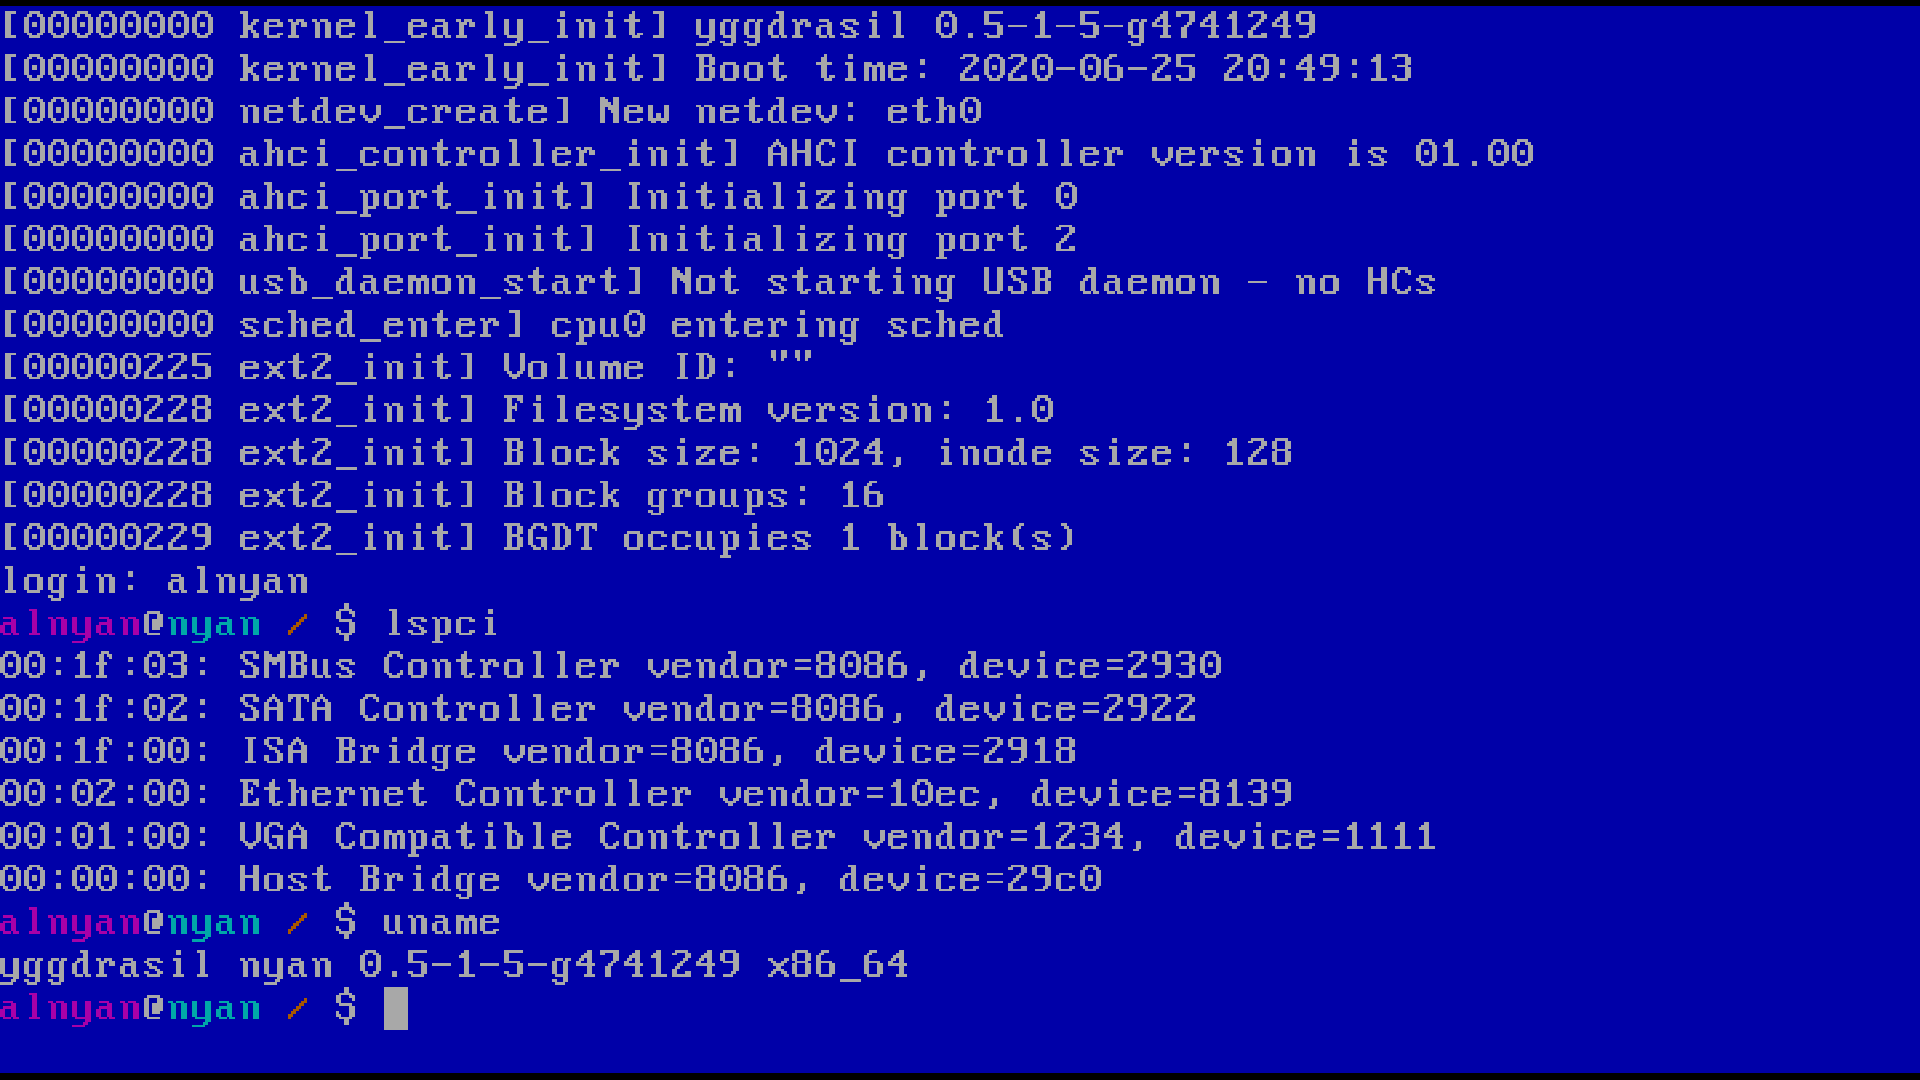 [00000000 kernel_early_init] yggdrasil 0.5-1-5-g4741249
[00000000 kernel_early_init] Boot time: 2020-06-25 20:49:13
[00000000 netdev_create] New netdev: eth0
[00000000 ahci_controller_init] AHCI controller version is 01.00
[00000000 ahci_port_init] Initializing port 0
[00000000 ahci_port_init] Initializing port 2
[00000000 usb_daemon_start] Not starting USB daemon - no HCs
[00000000 sched_enter] cpu0 entering sched
[00000225 ext2_init] Volume ID: ""
[00000228 ext2_init] Filesystem version: 1.0
[00000228 ext2_init] Block size: 1024, inode size: 128
[00000228 ext2_init] Block groups: 16
[00000229 ext2_init] BGDT occupies 1 block(s)
login: alnyan
alnyan@nyan / $ lspci
00:1f:03: SMBus Controller vendor=8086, device=2930
00:1f:02: SATA Controller vendor=8086, device=2922
00:1f:00: ISA Bridge vendor=8086, device=2918
00:02:00: Ethernet Controller vendor=10ec, device=8139
00:01:00: VGA Compatible Controller vendor=1234, device=1111
00:00:00: Host Bridge vendor=8086, device=29c0
alnyan@nyan / $ uname
yggdrasil nyan 0.5-1-5-g4741249 x86_64
alnyan@nyan / $